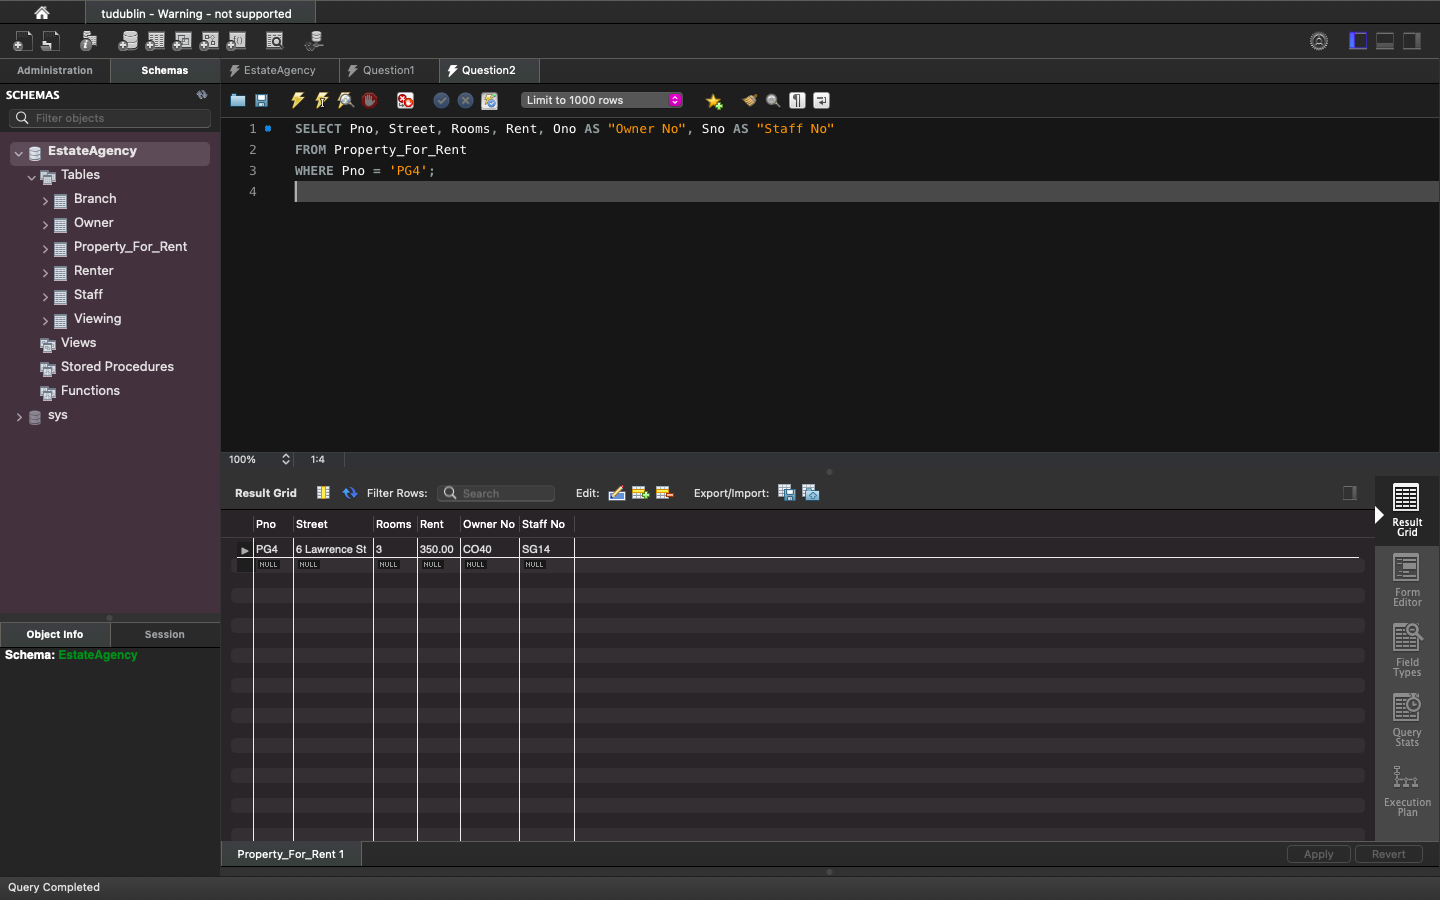 tudublin - Warning - not supported
Administration Schemas EstateAgency Question1 Question2
SCHEMAS
Limit to 1000 rows
Filter objects
1 SELECT Pno, Street, Rooms, Rent, Ono AS "Owner No", Sno AS "Staff No"
2 FROM Property_For_Rent
3 WHERE Pno = 'PG4';
4
EstateAgency
Tables
Branch
Owner
Property_For_Rent
Renter
Staff
Viewing
Views
Stored Procedures
Functions
sys
100% 1:4
Result Grid Filter Rows: Search Edit: Export/Import:
Pno Street Rooms Rent Owner No Staff No
PG4 6 Lawrence St 3 350.00 CO40 SG14
NULL NULL NULL NULL NULL NULL
Result
Grid
Form
Editor
Field
Types
Query
Stats
Execution
Plan
Object Info Session
Schema: EstateAgency
Property_For_Rent 1 Apply Revert
Query Completed